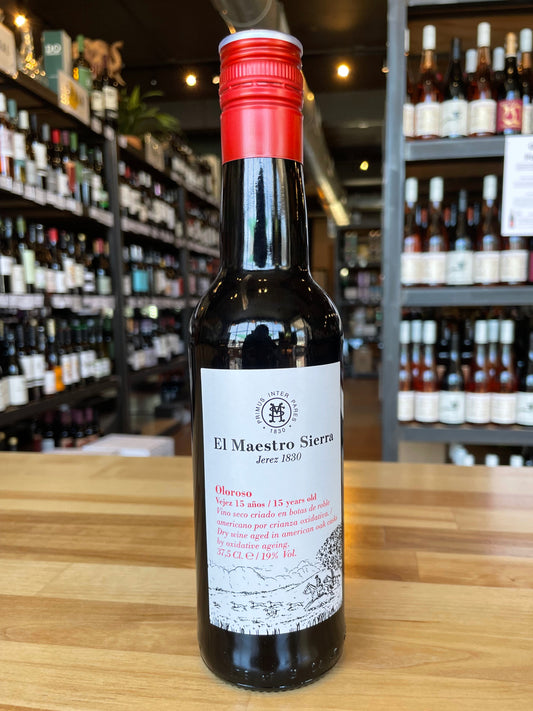 PRIMUS INTER PARES
MS
1830
El Maestro Sierra
Jerez 1830
Oloroso
Vejez 15 años / 15 years old
Vino seco criado en botas de roble
americano por crianza oxidativa. /
Dry wine aged in american oak casks
by oxidative ageing.
37,5 Cl. ℮ / 19% Vol.